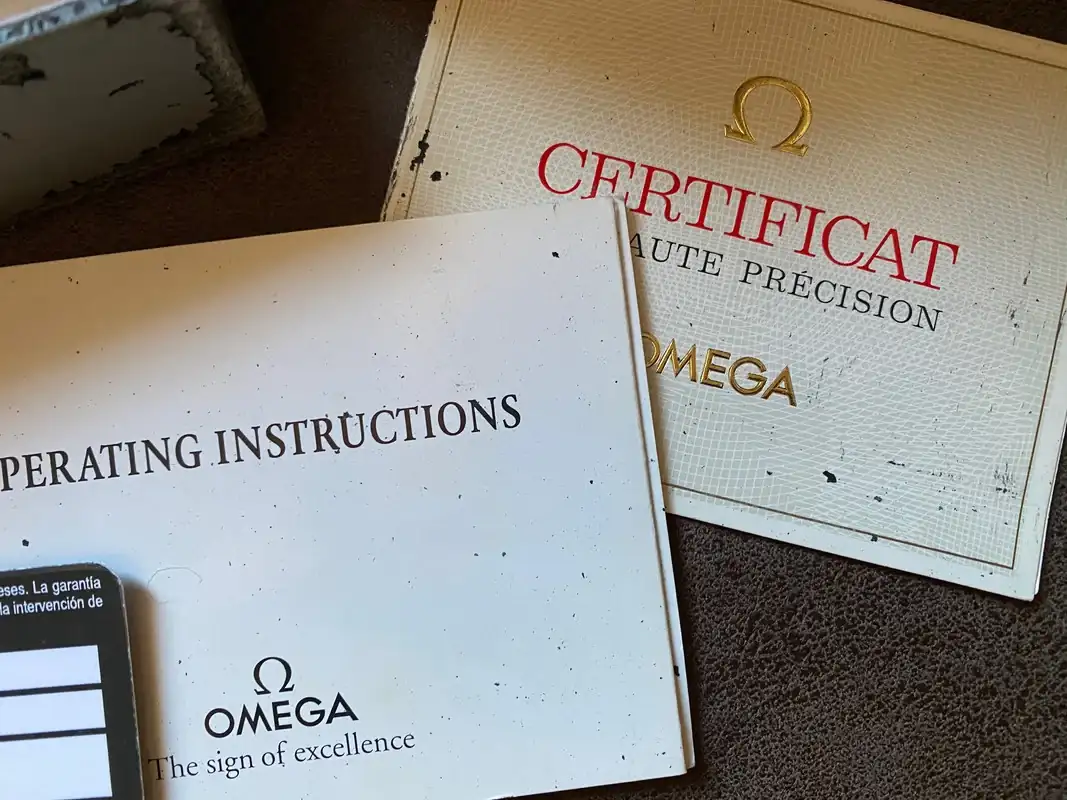 Ω
CERTIFICAT
AUTE PRÉCISION
OMEGA
PERATING INSTRUCTIONS
eses. La garantía
la intervención de
Ω
OMEGA
The sign of excellence